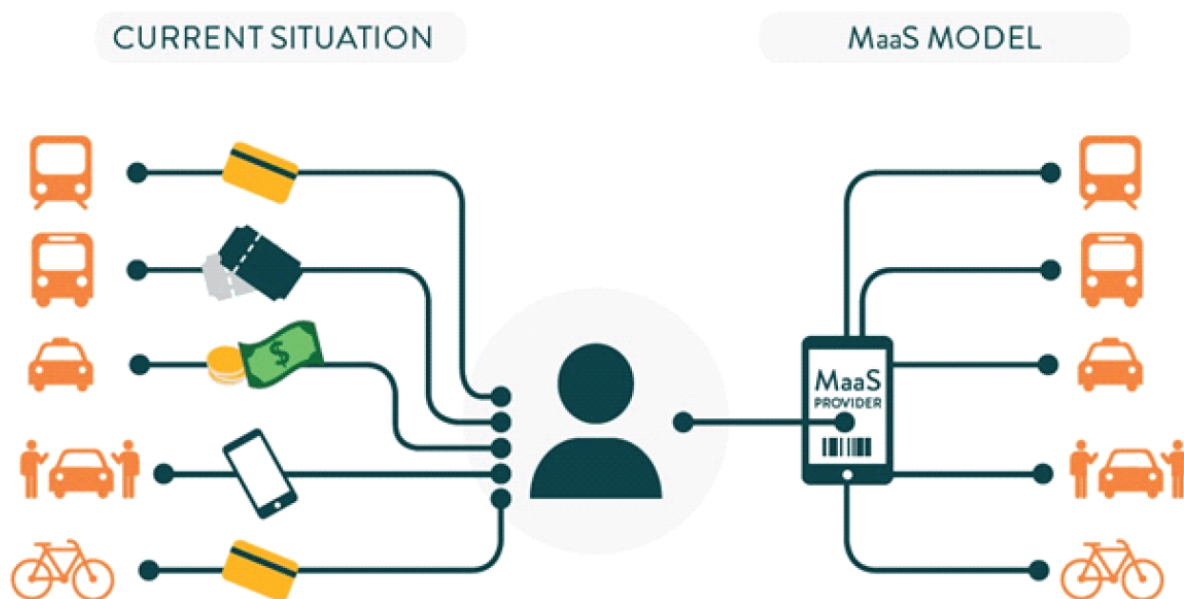 CURRENT SITUATION
MaaS MODEL
$
MaaS
PROVIDER